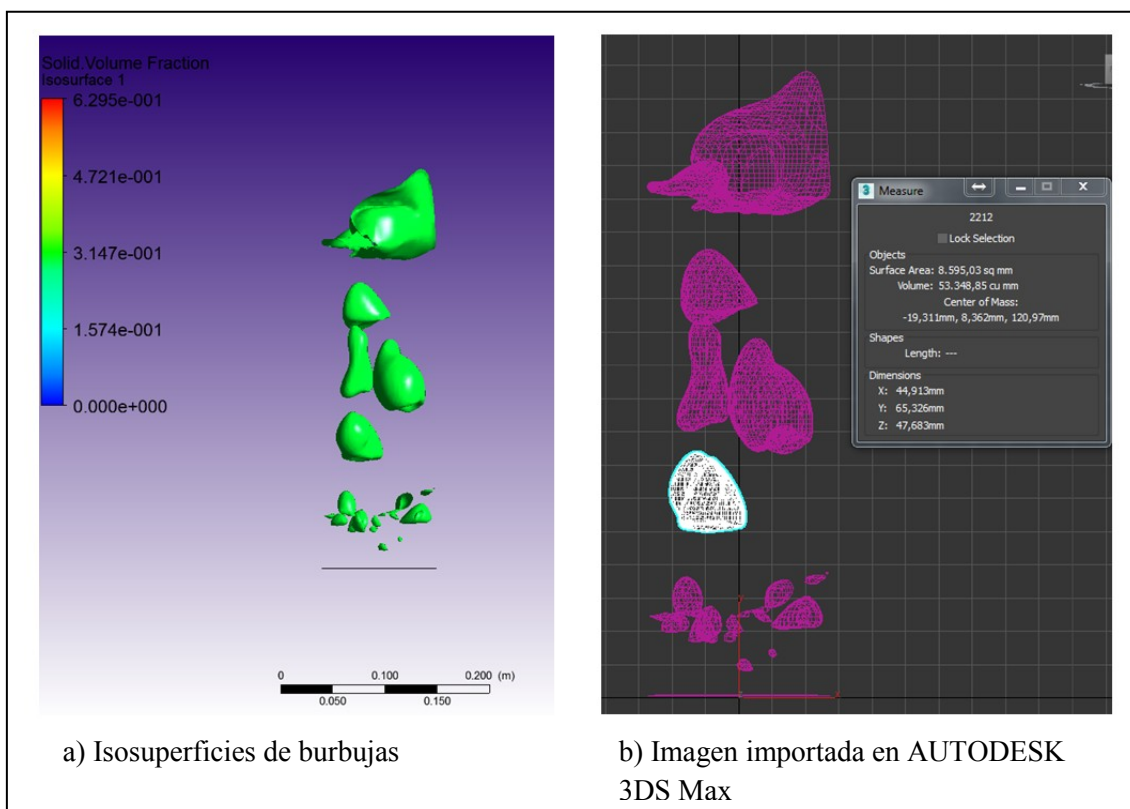 Solid.Volume Fraction
Isosurface 1
6.295e-001
4.721e-001
3.147e-001
1.574e-001
0.000e+000
0 0.100 0.200 (m)
0.050 0.150
a) Isosuperficies de burbujas
3 Measure
2212
Lock Selection
Objects
Surface Area: 8.595,03 sq mm
Volume: 53.348,85 cu mm
Center of Mass:
-19,311mm, 8,362mm, 120,97mm
Shapes
Length: ---
Dimensions
X: 44,913mm
Y: 65,326mm
Z: 47,683mm
b) Imagen importada en AUTODESK
3DS Max